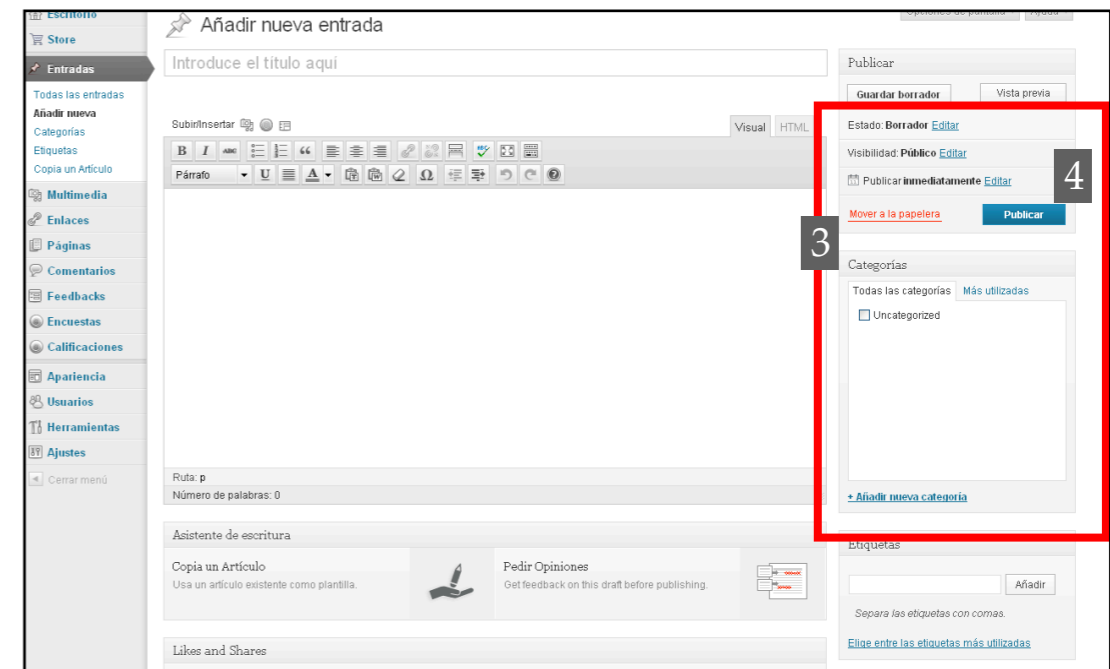 Escritorio
Store
Entradas
Todas las entradas
Añadir nueva
Categorías
Etiquetas
Copia un Artículo
Multimedia
Enlaces
Páginas
Comentarios
Feedbacks
Encuestas
Calificaciones
Apariencia
Usuarios
Herramientas
Ajustes
Cerrar menú
Opciones de pantalla Ayuda
Añadir nueva entrada
Introduce el título aquí
Subir/Insertar
Visual HTML
B I ABC
Párrafo U A Ω
Ruta: p
Número de palabras: 0
Asistente de escritura
Copia un Artículo
Usa un artículo existente como plantilla.
Pedir Opiniones
Get feedback on this draft before publishing.
Likes and Shares
Publicar
Guardar borrador Vista previa
Estado: Borrador Editar
Visibilidad: Público Editar
Publicar inmediatamente Editar
4
Mover a la papelera Publicar
3
Categorías
Todas las categorías Más utilizadas
Uncategorized
+ Añadir nueva categoría
Etiquetas
Añadir
Separa las etiquetas con comas.
Elige entre las etiquetas más utilizadas